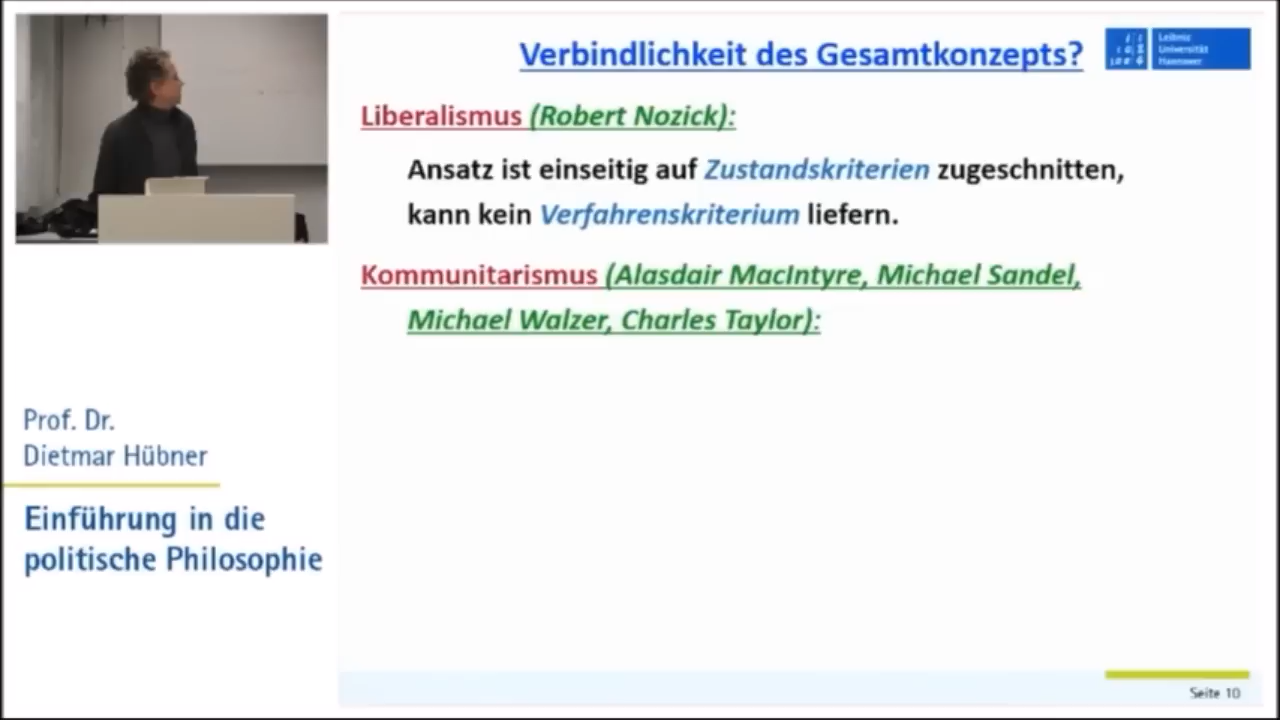 Verbindlichkeit des Gesamtkonzepts?
Leibniz
Universität
Hannover
Liberalismus (Robert Nozick):
Ansatz ist einseitig auf Zustandskriterien zugeschnitten,
kann kein Verfahrenskriterium liefern.
Kommunitarismus (Alasdair MacIntyre, Michael Sandel,
Michael Walzer, Charles Taylor):
Prof. Dr.
Dietmar Hübner
Einführung in die
politische Philosophie
Seite 10